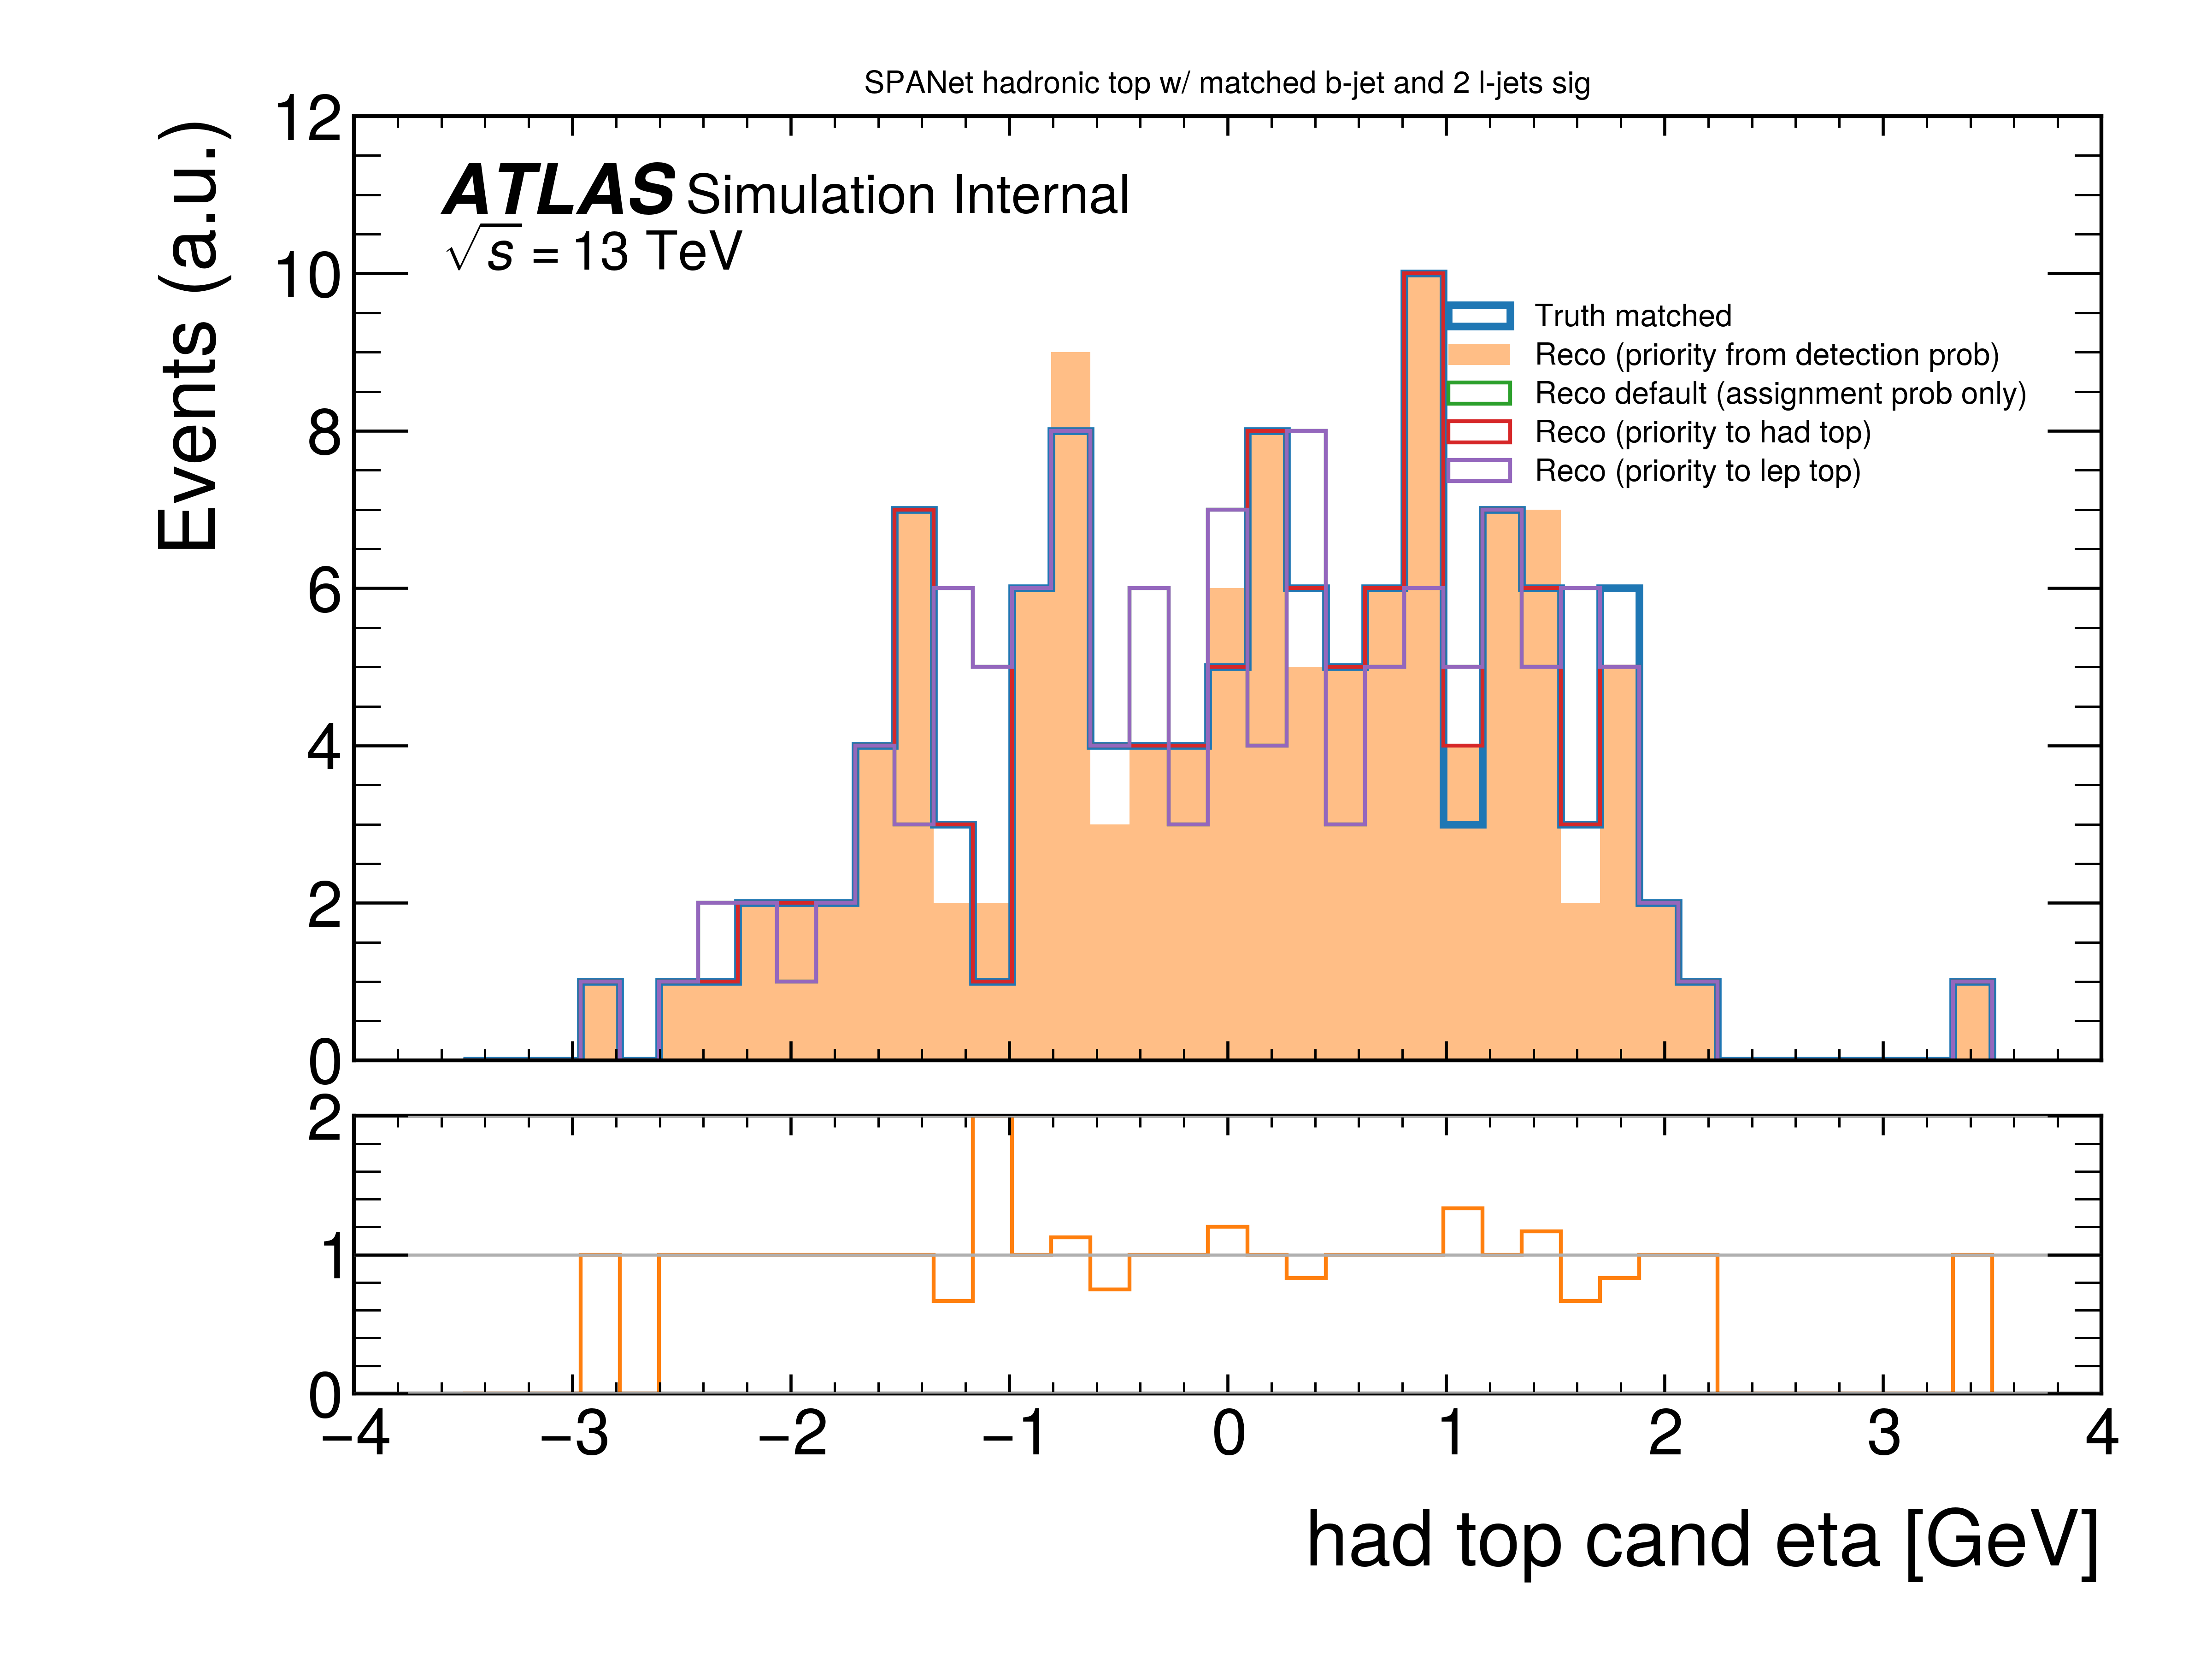 SPANet hadronic top w/ matched b-jet and 2 l-jets sig
Events (a.u.)
12
10
8
6
4
2
0
ATLAS Simulation Internal
√s = 13 TeV
Truth matched
Reco (priority from detection prob)
Reco default (assignment prob only)
Reco (priority to had top)
Reco (priority to lep top)
2
1
0
−4 −3 −2 −1 0 1 2 3 4
had top cand eta [GeV]